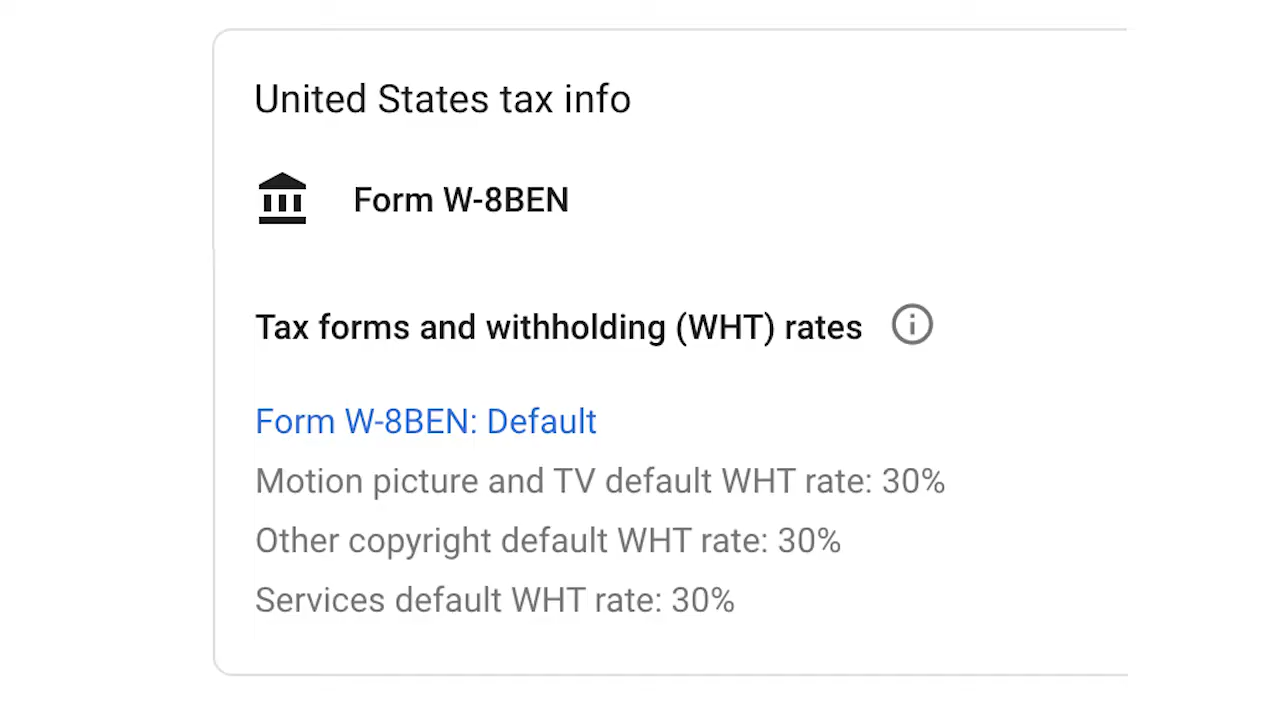 United States tax info
Form W-8BEN
Tax forms and withholding (WHT) rates
Form W-8BEN: Default
Motion picture and TV default WHT rate: 30%
Other copyright default WHT rate: 30%
Services default WHT rate: 30%